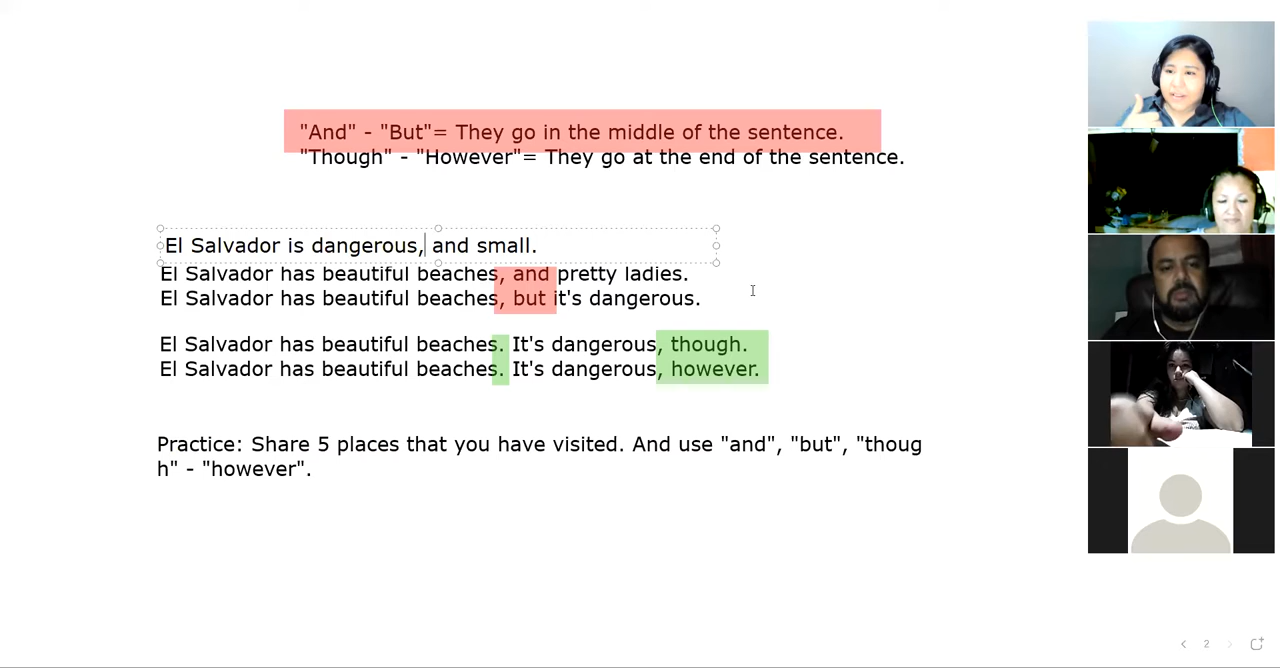 "And" - "But"= They go in the middle of the sentence.
"Though" - "However"= They go at the end of the sentence.
El Salvador is dangerous, and small.
El Salvador has beautiful beaches, and pretty ladies.
El Salvador has beautiful beaches, but it's dangerous.
El Salvador has beautiful beaches. It's dangerous, though.
El Salvador has beautiful beaches. It's dangerous, however.
Practice: Share 5 places that you have visited. And use "and", "but", "thoug
h" - "however".
2